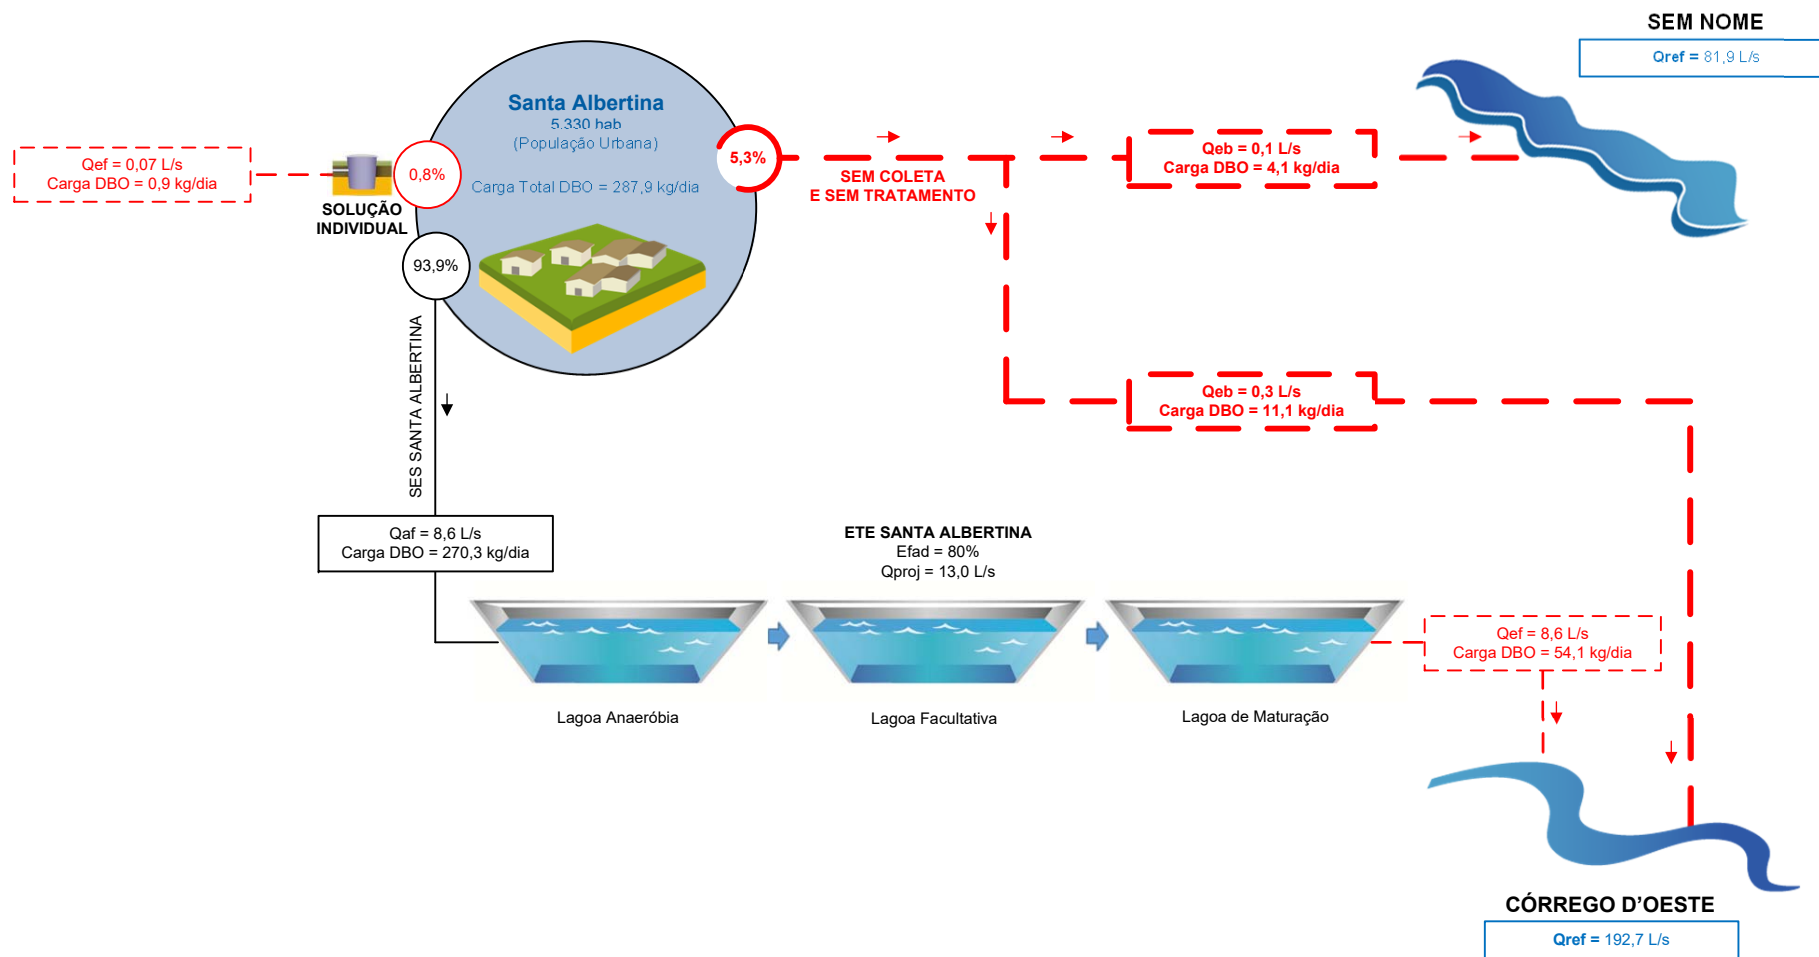 SEM NOME
Qref = 81,9 L/s
Santa Albertina
5.330 hab
(População Urbana)
Carga Total DBO = 287,9 kg/dia
5,3%
0,8%
93,9%
Qef = 0,07 L/s
Carga DBO = 0,9 kg/dia
SOLUÇÃO
INDIVIDUAL
SEM COLETA
E SEM TRATAMENTO
Qeb = 0,1 L/s
Carga DBO = 4,1 kg/dia
Qeb = 0,3 L/s
Carga DBO = 11,1 kg/dia
SES SANTA ALBERTINA
Qaf = 8,6 L/s
Carga DBO = 270,3 kg/dia
ETE SANTA ALBERTINA
Efad = 80%
Qproj = 13,0 L/s
Lagoa Anaeróbia
Lagoa Facultativa
Lagoa de Maturação
Qef = 8,6 L/s
Carga DBO = 54,1 kg/dia
CÓRREGO D’OESTE
Qref = 192,7 L/s